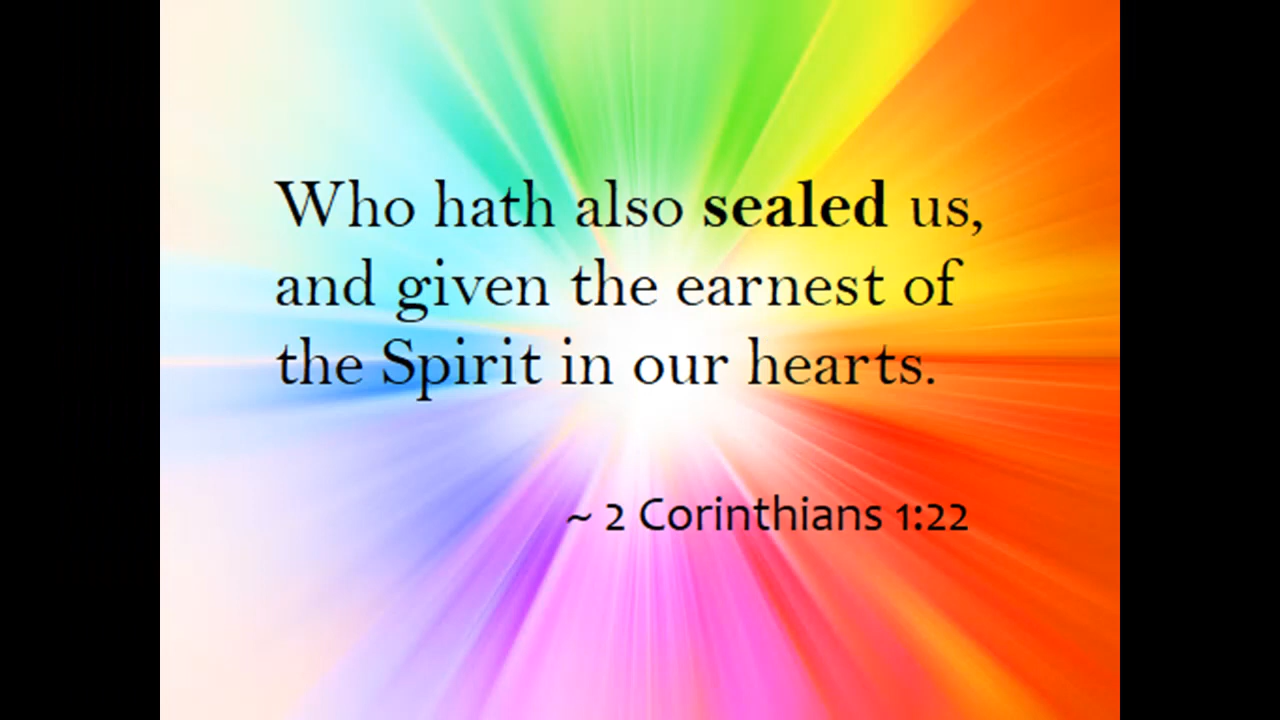 Who hath also sealed us,
and given the earnest of
the Spirit in our hearts.
~ 2 Corinthians 1:22